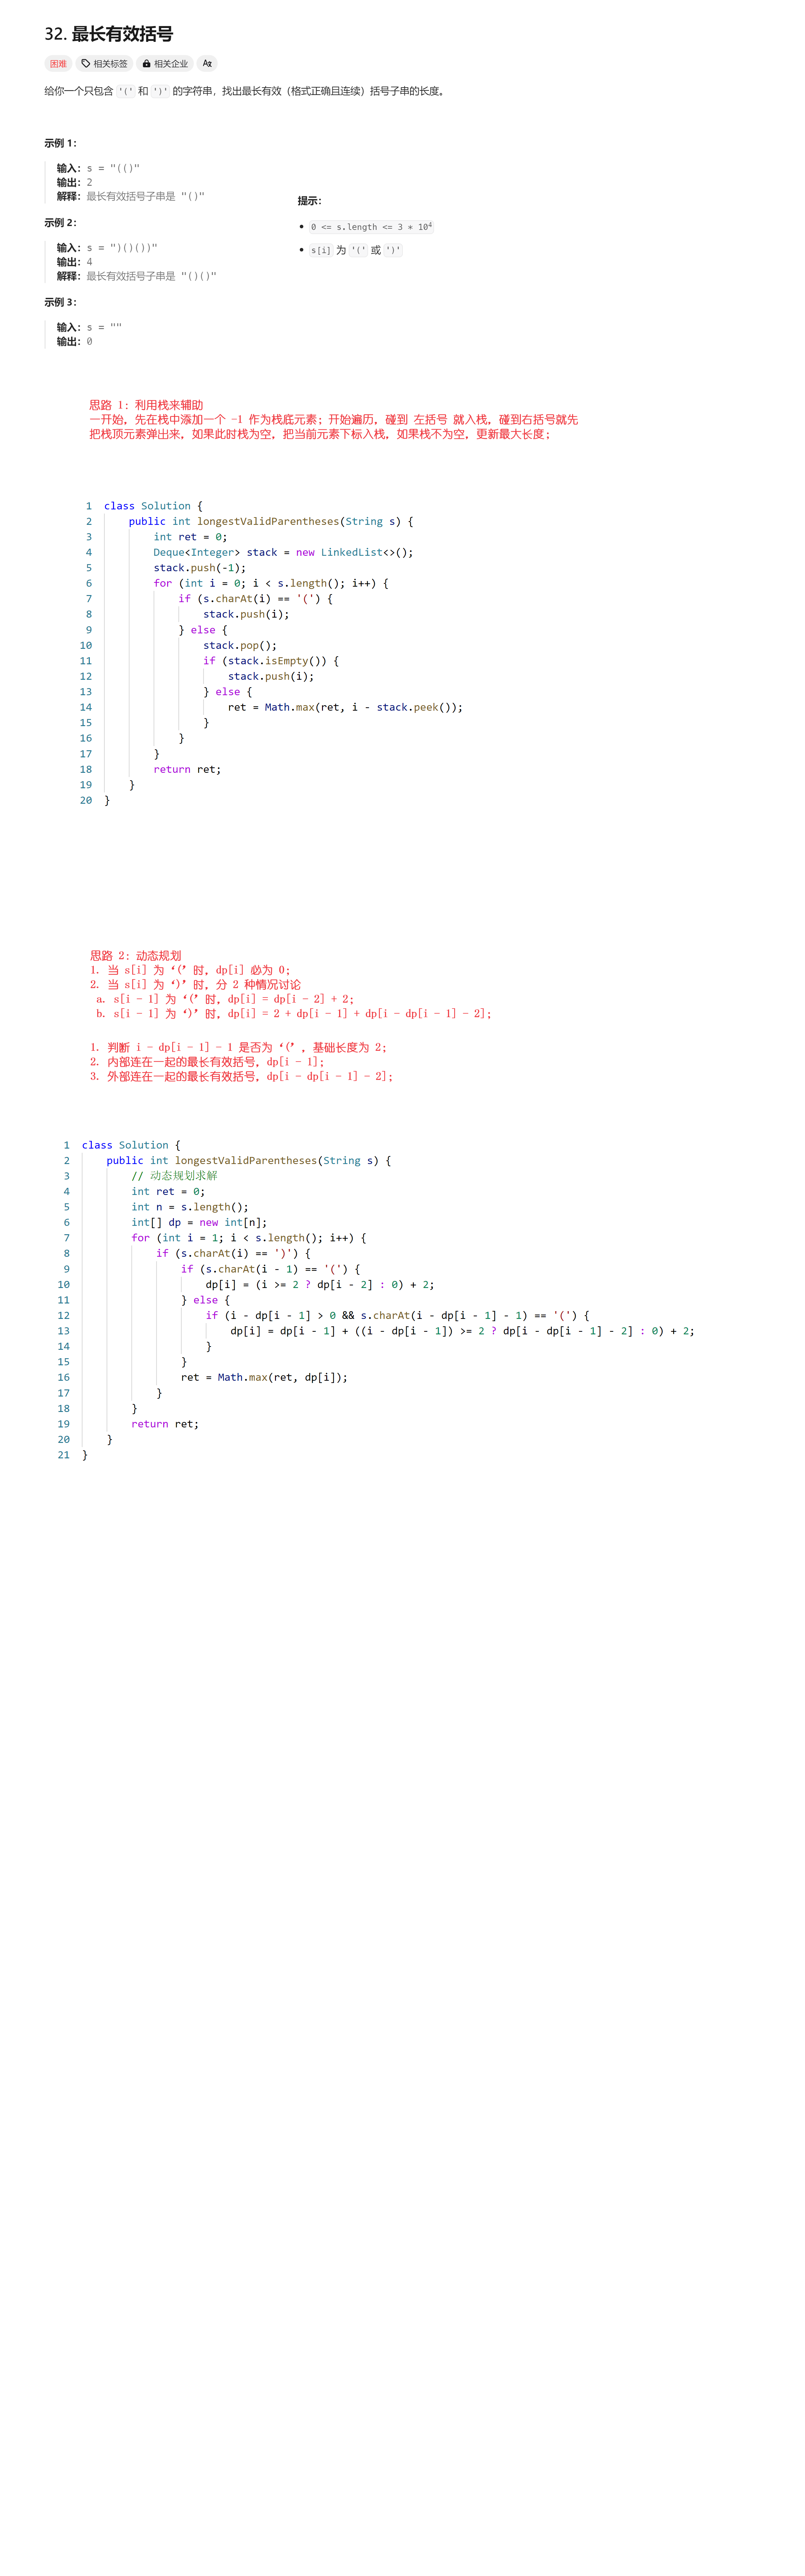 32. 最长有效括号
困难 相关标签 相关企业 Aあ
给你一个只包含 '(' 和 ')' 的字符串，找出最长有效（格式正确且连续）括号子串的长度。
示例 1：
输入：s = "(()"
输出：2
解释：最长有效括号子串是 "()"
示例 2：
输入：s = ")()())"
输出：4
解释：最长有效括号子串是 "()()"
示例 3：
输入：s = ""
输出：0
提示：
• 0 <= s.length <= 3 * 10⁴
• s[i] 为 '(' 或 ')'
思路 1：利用栈来辅助
一开始，先在栈中添加一个 -1 作为栈底元素；开始遍历，碰到 左括号 就入栈，碰到右括号就先
把栈顶元素弹出来，如果此时栈为空，把当前元素下标入栈，如果栈不为空，更新最大长度；
1 class Solution {
2     public int longestValidParentheses(String s) {
3         int ret = 0;
4         Deque<Integer> stack = new LinkedList<>();
5         stack.push(-1);
6         for (int i = 0; i < s.length(); i++) {
7             if (s.charAt(i) == '(') {
8                 stack.push(i);
9             } else {
10                 stack.pop();
11                 if (stack.isEmpty()) {
12                     stack.push(i);
13                 } else {
14                     ret = Math.max(ret, i - stack.peek());
15                 }
16             }
17         }
18         return ret;
19     }
20 }
思路 2：动态规划
1. 当 s[i] 为‘(’时，dp[i] 必为 0；
2. 当 s[i] 为‘)’时，分 2 种情况讨论
a. s[i - 1] 为‘(’时，dp[i] = dp[i - 2] + 2；
b. s[i - 1] 为‘)’时，dp[i] = 2 + dp[i - 1] + dp[i - dp[i - 1] - 2]；
1. 判断 i - dp[i - 1] - 1 是否为‘(’，基础长度为 2；
2. 内部连在一起的最长有效括号，dp[i - 1]；
3. 外部连在一起的最长有效括号，dp[i - dp[i - 1] - 2]；
1 class Solution {
2     public int longestValidParentheses(String s) {
3         // 动态规划求解
4         int ret = 0;
5         int n = s.length();
6         int[] dp = new int[n];
7         for (int i = 1; i < s.length(); i++) {
8             if (s.charAt(i) == ')') {
9                 if (s.charAt(i - 1) == '(') {
10                     dp[i] = (i >= 2 ? dp[i - 2] : 0) + 2;
11                 } else {
12                     if (i - dp[i - 1] > 0 && s.charAt(i - dp[i - 1] - 1) == '(') {
13                         dp[i] = dp[i - 1] + ((i - dp[i - 1]) >= 2 ? dp[i - dp[i - 1] - 2] : 0) + 2;
14                     }
15                 }
16                 ret = Math.max(ret, dp[i]);
17             }
18         }
19         return ret;
20     }
21 }